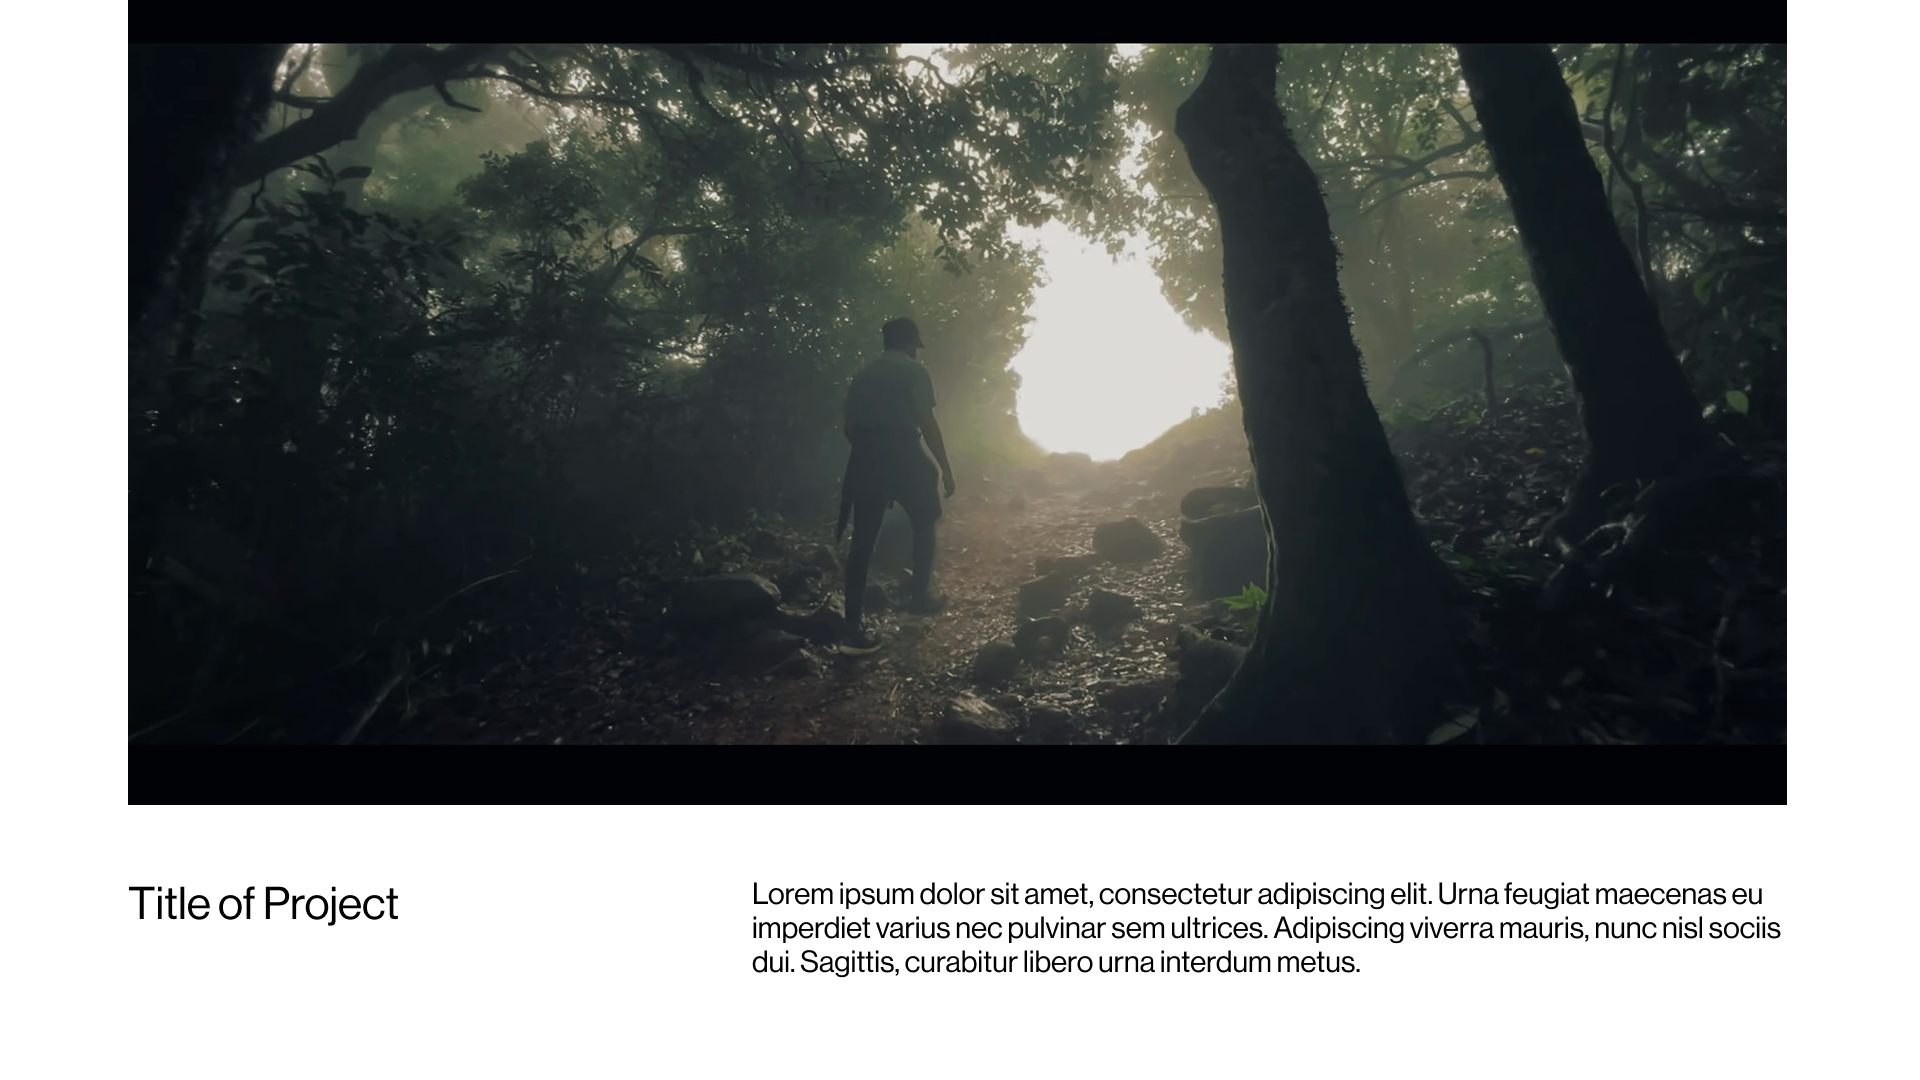 Title of Project
Lorem ipsum dolor sit amet, consectetur adipiscing elit. Urna feugiat maecenas eu
imperdiet varius nec pulvinar sem ultrices. Adipiscing viverra mauris, nunc nisl sociis
dui. Sagittis, curabitur libero urna interdum metus.